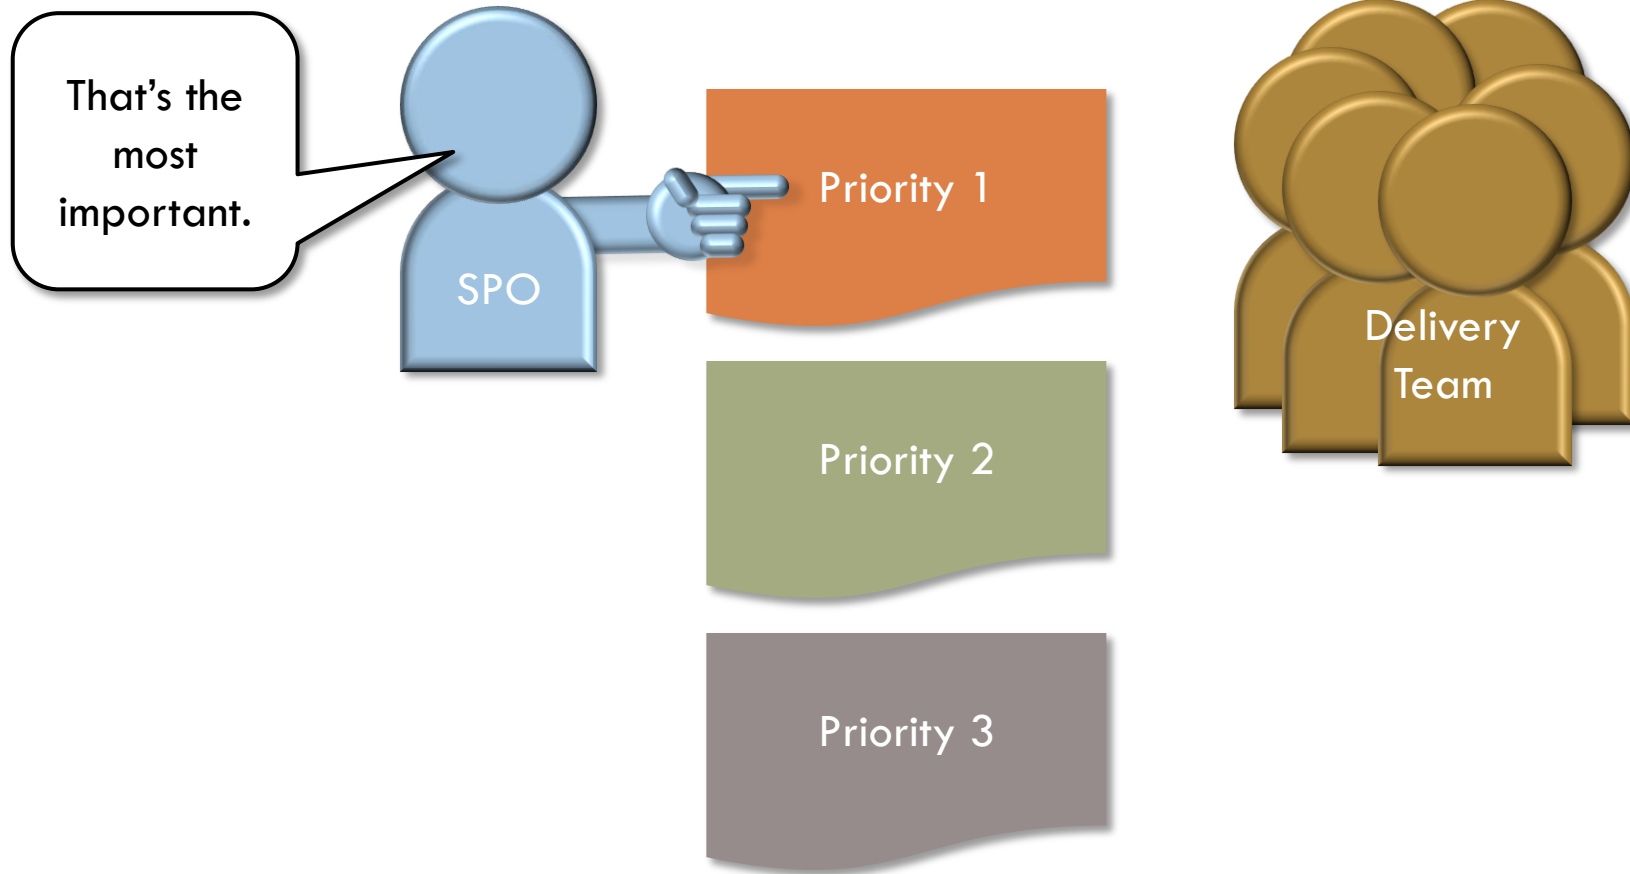 That’s the
most
important.
SPO
Priority 1
Priority 2
Priority 3
Delivery
Team